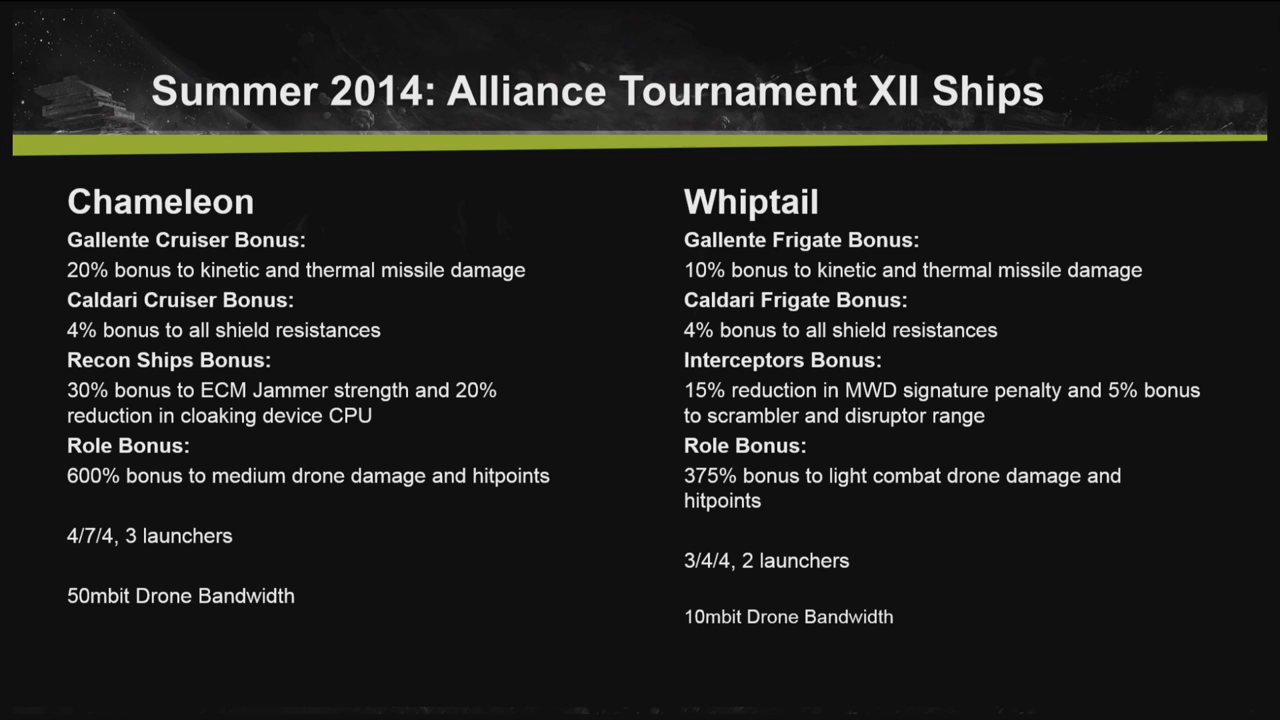 Summer 2014: Alliance Tournament XII Ships
Chameleon
Gallente Cruiser Bonus:
20% bonus to kinetic and thermal missile damage
Caldari Cruiser Bonus:
4% bonus to all shield resistances
Recon Ships Bonus:
30% bonus to ECM Jammer strength and 20%
reduction in cloaking device CPU
Role Bonus:
600% bonus to medium drone damage and hitpoints
4/7/4, 3 launchers
50mbit Drone Bandwidth
Whiptail
Gallente Frigate Bonus:
10% bonus to kinetic and thermal missile damage
Caldari Frigate Bonus:
4% bonus to all shield resistances
Interceptors Bonus:
15% reduction in MWD signature penalty and 5% bonus
to scrambler and disruptor range
Role Bonus:
375% bonus to light combat drone damage and
hitpoints
3/4/4, 2 launchers
10mbit Drone Bandwidth